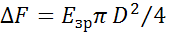 ΔF = E_зр π D²/4